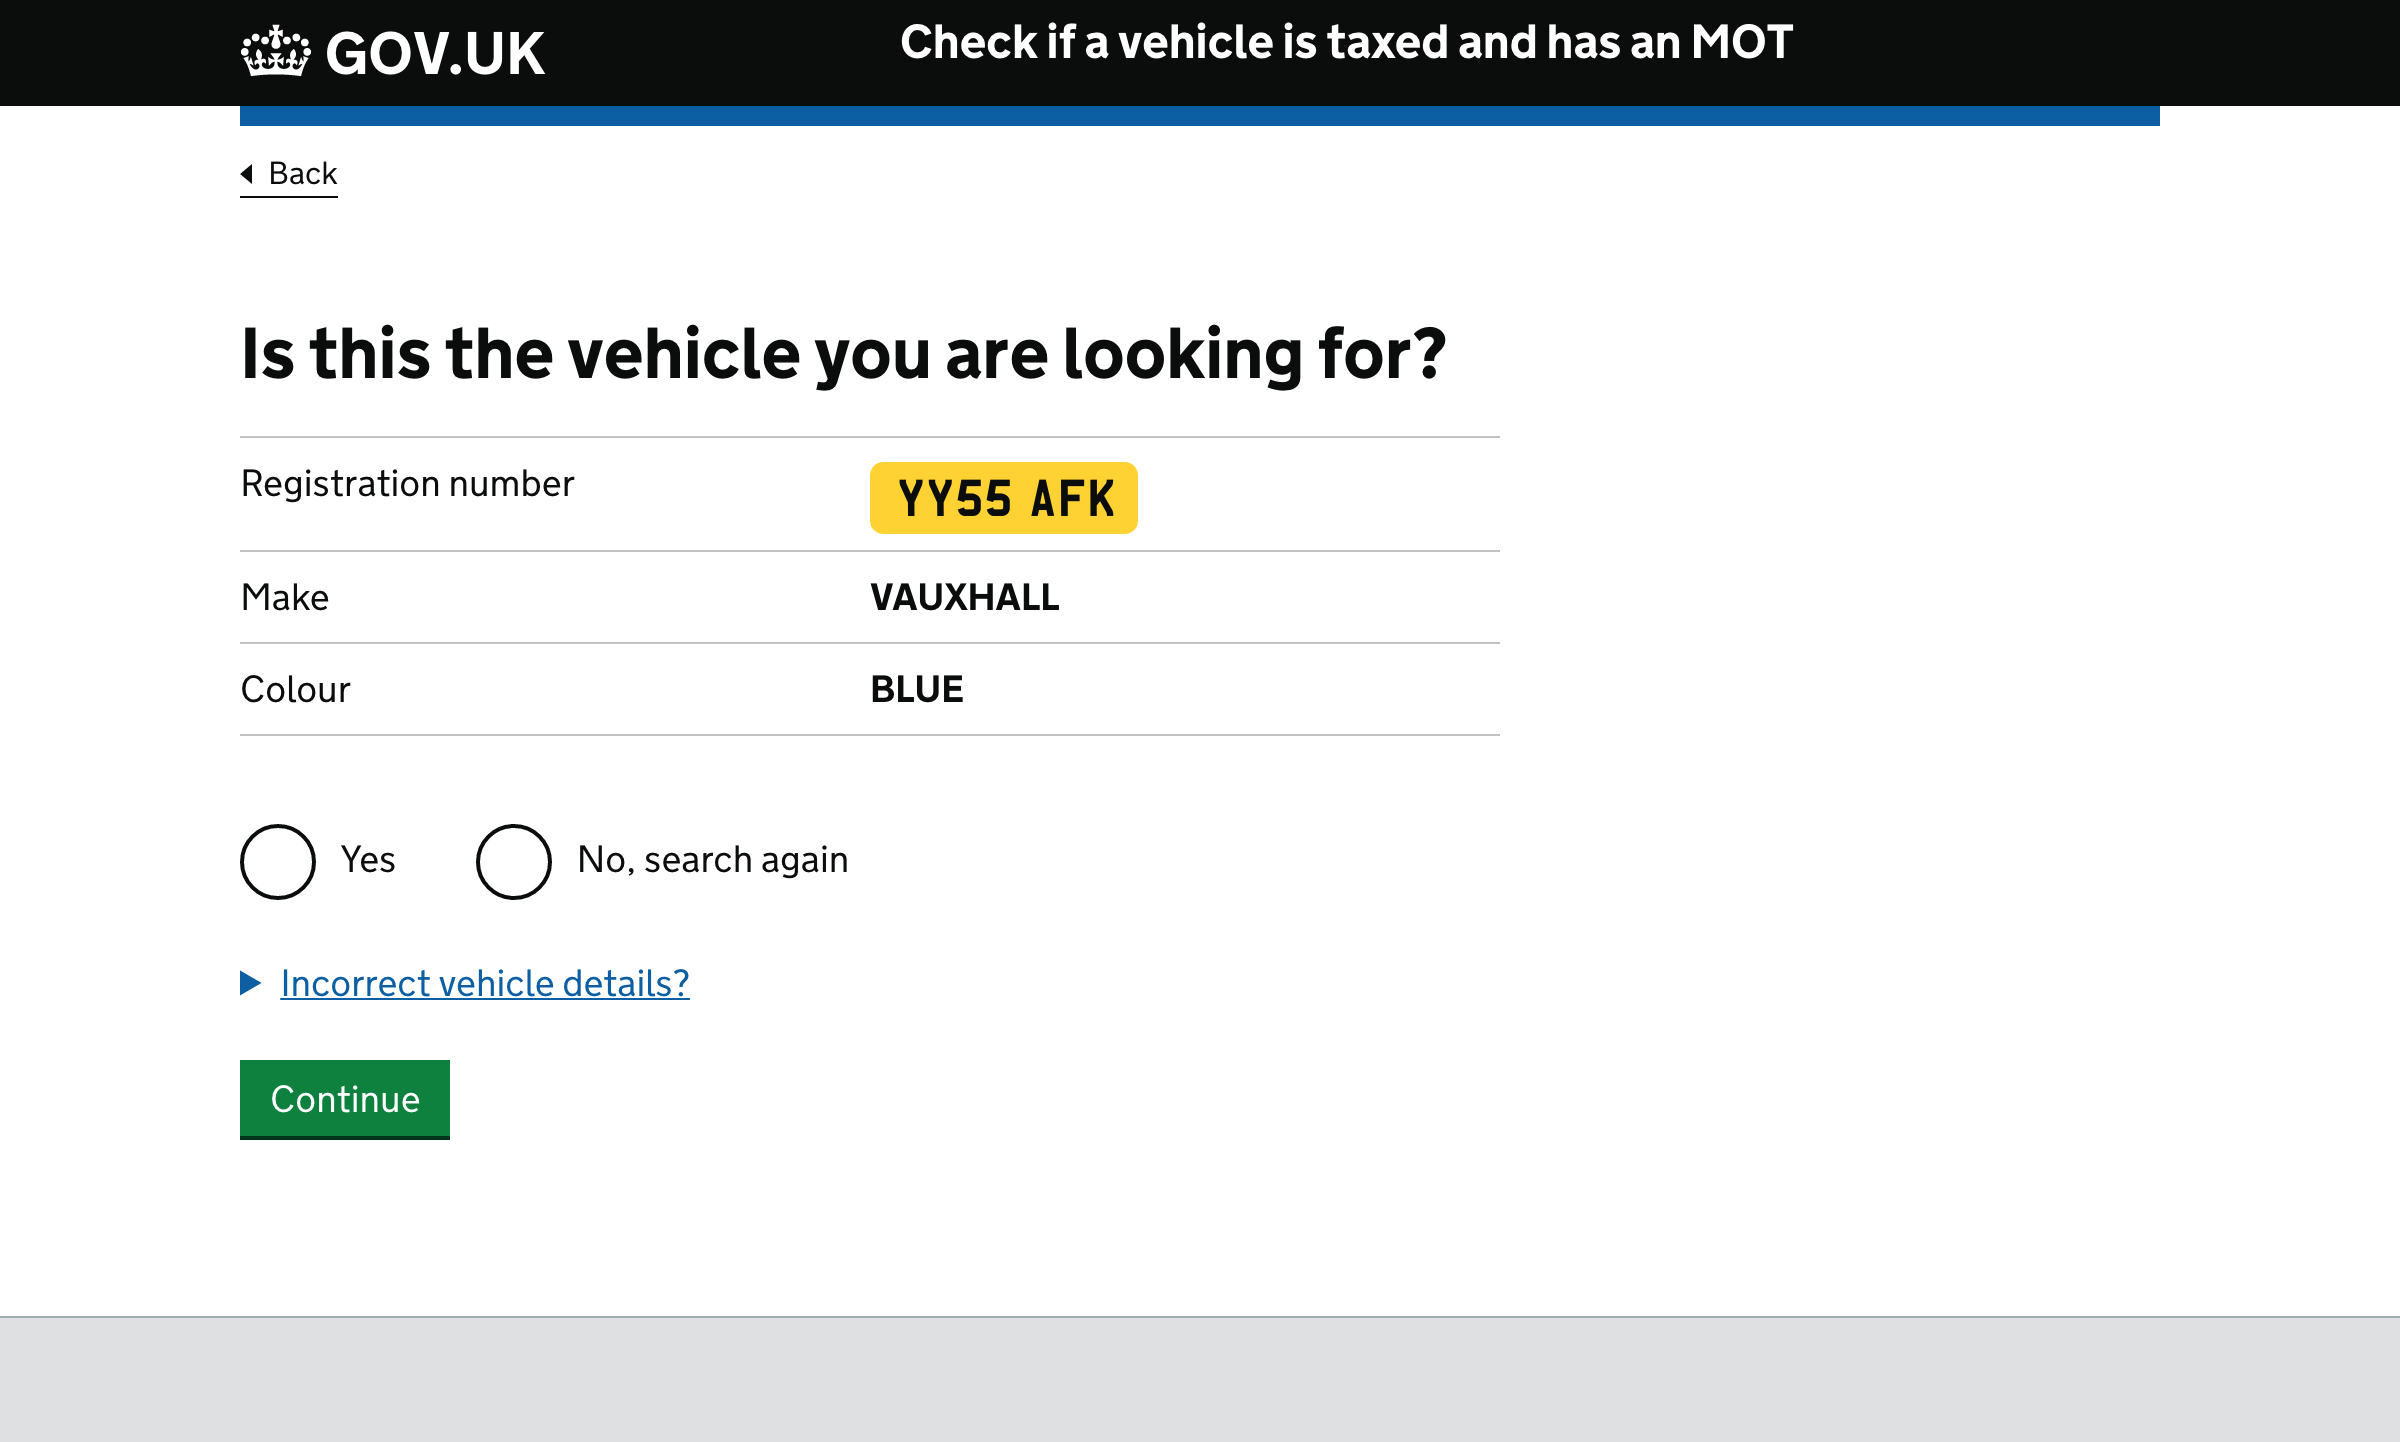 GOV.UK
Check if a vehicle is taxed and has an MOT
Back
Is this the vehicle you are looking for?
Registration number YY55 AFK
Make VAUXHALL
Colour BLUE
Yes No, search again
Incorrect vehicle details?
Continue